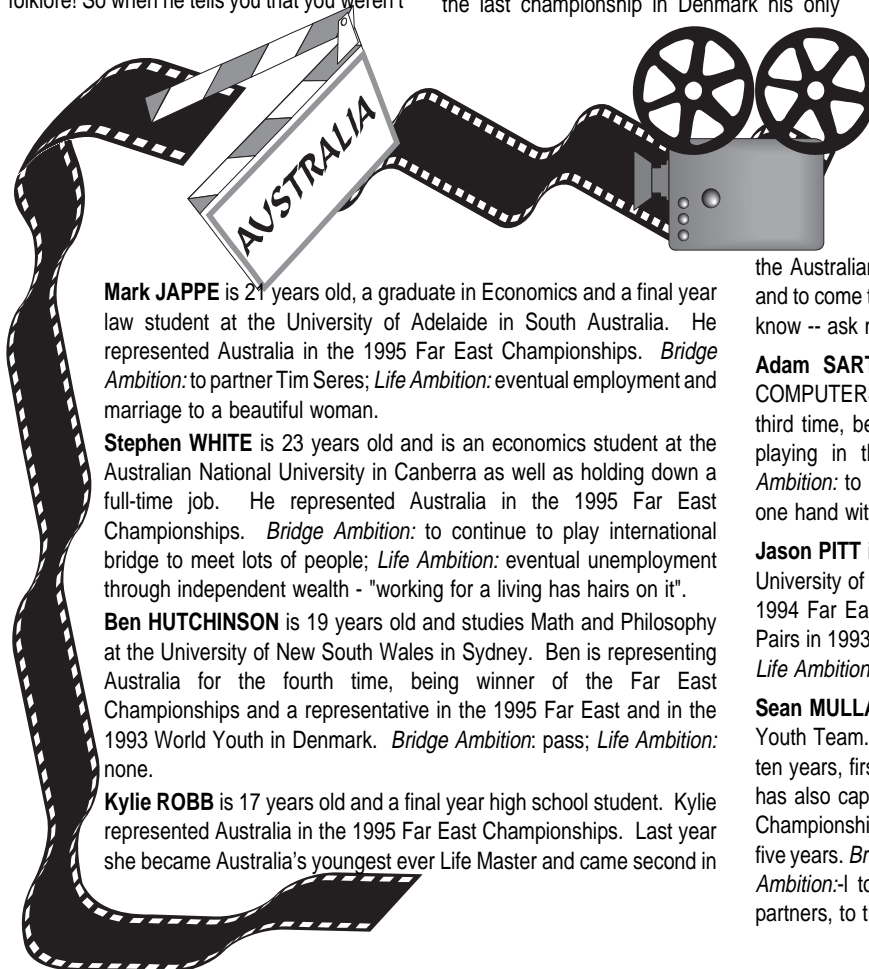 folklore! So when he tells you that you weren't
the last championship in Denmark his only
AUSTRALIA
Mark JAPPE is 21 years old, a graduate in Economics and a final year
law student at the University of Adelaide in South Australia. He
represented Australia in the 1995 Far East Championships. Bridge
Ambition: to partner Tim Seres; Life Ambition: eventual employment and
marriage to a beautiful woman.
Stephen WHITE is 23 years old and is an economics student at the
Australian National University in Canberra as well as holding down a
full-time job. He represented Australia in the 1995 Far East
Championships. Bridge Ambition: to continue to play international
bridge to meet lots of people; Life Ambition: eventual unemployment
through independent wealth - "working for a living has hairs on it".
Ben HUTCHINSON is 19 years old and studies Math and Philosophy
at the University of New South Wales in Sydney. Ben is representing
Australia for the fourth time, being winner of the Far East
Championships and a representative in the 1995 Far East and in the
1993 World Youth in Denmark. Bridge Ambition: pass; Life Ambition:
none.
Kylie ROBB is 17 years old and a final year high school student. Kylie
represented Australia in the 1995 Far East Championships. Last year
she became Australia's youngest ever Life Master and came second in
the Australian
and to come t
know -- ask
Adam SART
COMPUTER
third time, be
playing in th
Ambition: to
one hand wit
Jason PITT
University of
1994 Far Ea
Pairs in 1993
Life Ambition
Sean MULLA
Youth Team.
ten years, firs
has also cap
Championshi
five years. Br
Ambition:-I to
partners, to t